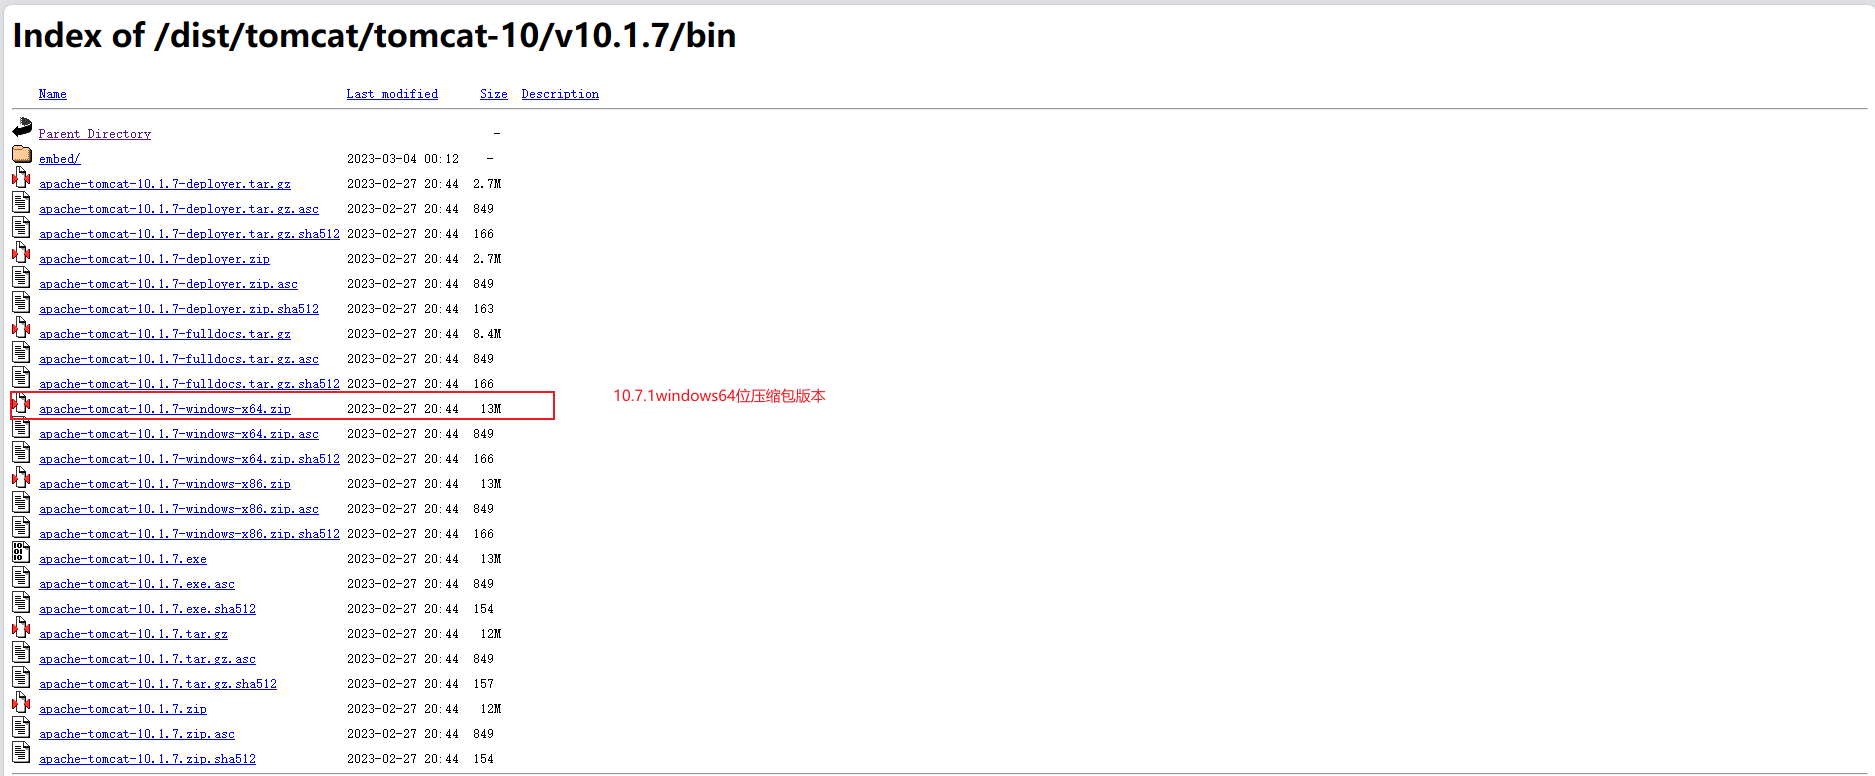 Index of /dist/tomcat/tomcat-10/v10.1.7/bin
Name Last modified Size Description
Parent Directory -
embed/ 2023-03-04 00:12 -
apache-tomcat-10.1.7-deployer.tar.gz 2023-02-27 20:44 2.7M
apache-tomcat-10.1.7-deployer.tar.gz.asc 2023-02-27 20:44 849
apache-tomcat-10.1.7-deployer.tar.gz.sha512 2023-02-27 20:44 166
apache-tomcat-10.1.7-deployer.zip 2023-02-27 20:44 2.7M
apache-tomcat-10.1.7-deployer.zip.asc 2023-02-27 20:44 849
apache-tomcat-10.1.7-deployer.zip.sha512 2023-02-27 20:44 163
apache-tomcat-10.1.7-fulldocs.tar.gz 2023-02-27 20:44 8.4M
apache-tomcat-10.1.7-fulldocs.tar.gz.asc 2023-02-27 20:44 849
apache-tomcat-10.1.7-fulldocs.tar.gz.sha512 2023-02-27 20:44 166
apache-tomcat-10.1.7-windows-x64.zip 2023-02-27 20:44 13M
10.7.1windows64位压缩包版本
apache-tomcat-10.1.7-windows-x64.zip.asc 2023-02-27 20:44 849
apache-tomcat-10.1.7-windows-x64.zip.sha512 2023-02-27 20:44 166
apache-tomcat-10.1.7-windows-x86.zip 2023-02-27 20:44 13M
apache-tomcat-10.1.7-windows-x86.zip.asc 2023-02-27 20:44 849
apache-tomcat-10.1.7-windows-x86.zip.sha512 2023-02-27 20:44 166
apache-tomcat-10.1.7.exe 2023-02-27 20:44 13M
apache-tomcat-10.1.7.exe.asc 2023-02-27 20:44 849
apache-tomcat-10.1.7.exe.sha512 2023-02-27 20:44 154
apache-tomcat-10.1.7.tar.gz 2023-02-27 20:44 12M
apache-tomcat-10.1.7.tar.gz.asc 2023-02-27 20:44 849
apache-tomcat-10.1.7.tar.gz.sha512 2023-02-27 20:44 157
apache-tomcat-10.1.7.zip 2023-02-27 20:44 12M
apache-tomcat-10.1.7.zip.asc 2023-02-27 20:44 849
apache-tomcat-10.1.7.zip.sha512 2023-02-27 20:44 154